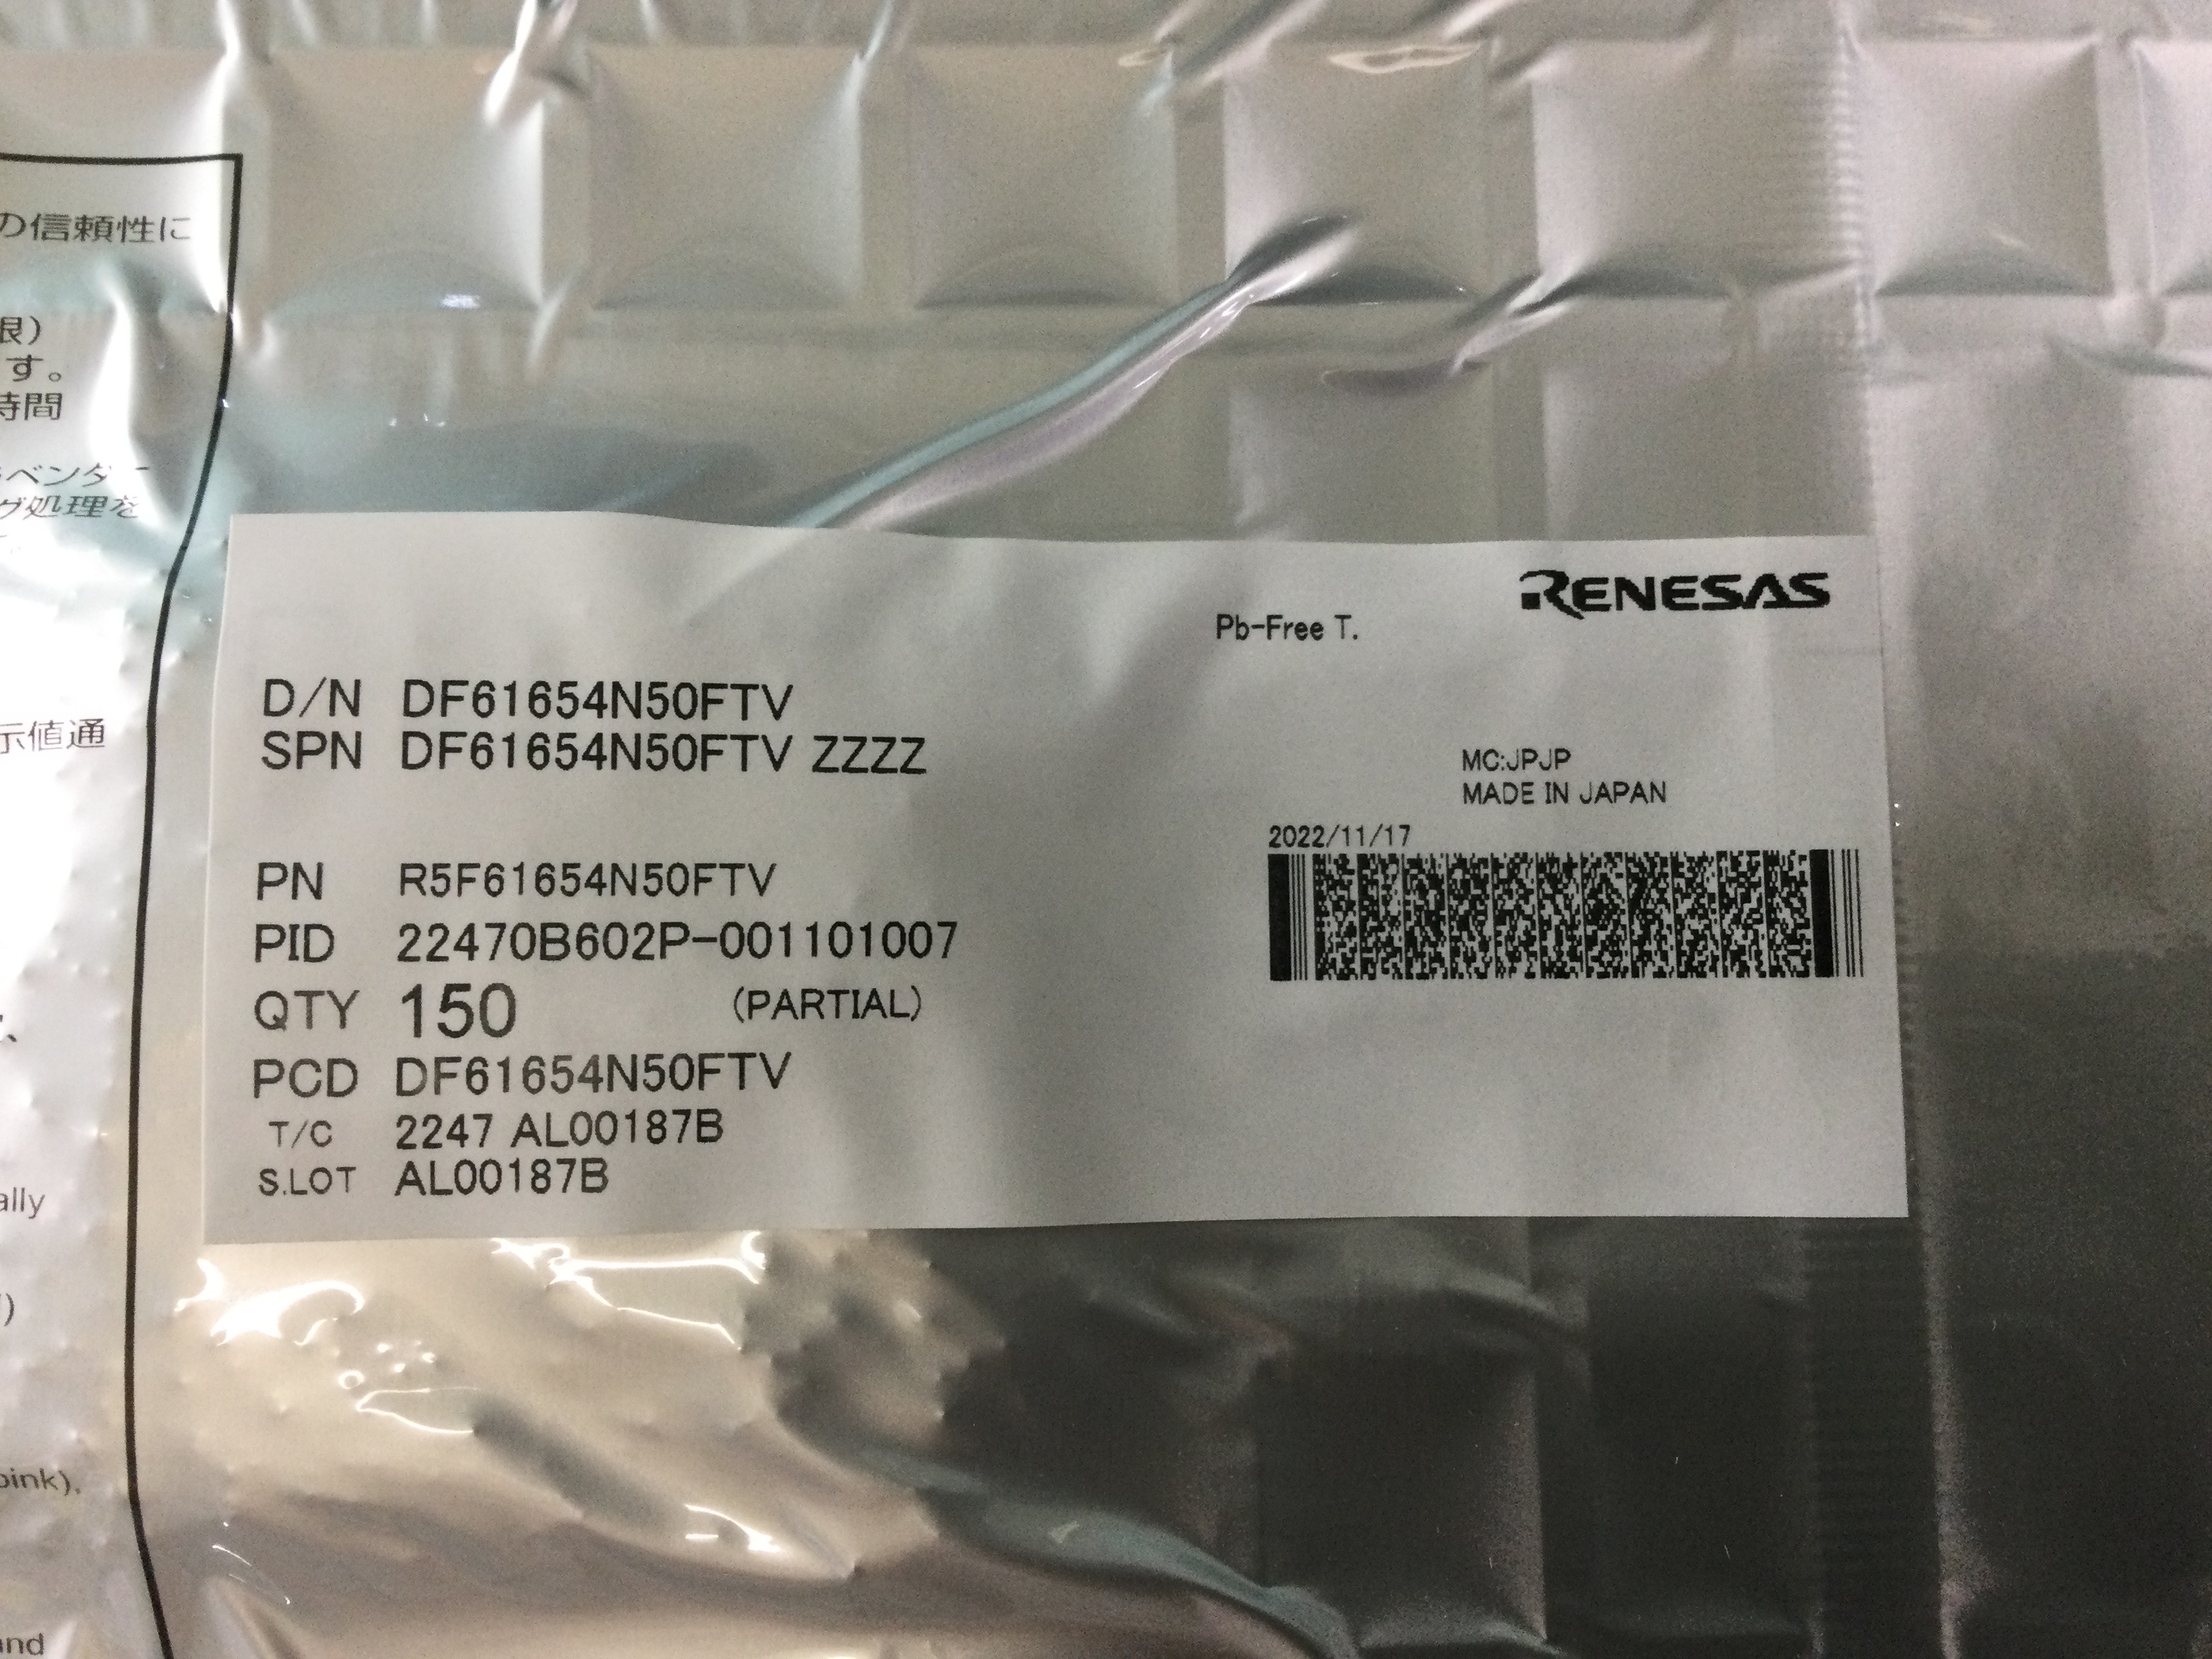 の信頼性に
限)
す。
時間
ベンダー
グ処理を
示値通
ally
)
pink),
and
RENESAS
Pb-Free T.
D/N DF61654N50FTV
SPN DF61654N50FTV ZZZZ
MC:JPJP
MADE IN JAPAN
2022/11/17
PN R5F61654N50FTV
PID 22470B602P-001101007
QTY 150 (PARTIAL)
PCD DF61654N50FTV
T/C 2247 AL00187B
S.LOT AL00187B